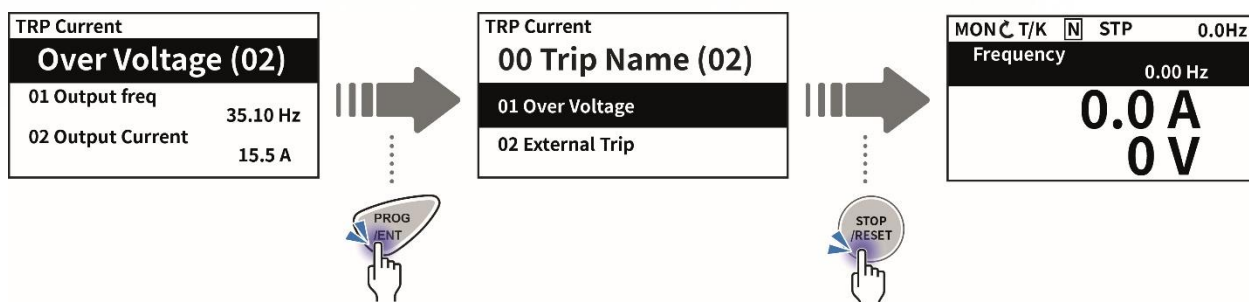 TRP Current
Over Voltage (02)
01 Output freq
35.10 Hz
02 Output Current
15.5 A
PROG
/ENT
TRP Current
00 Trip Name (02)
01 Over Voltage
02 External Trip
STOP
/RESET
MON T/K N STP 0.0Hz
Frequency
0.00 Hz
0.0 A
0 V